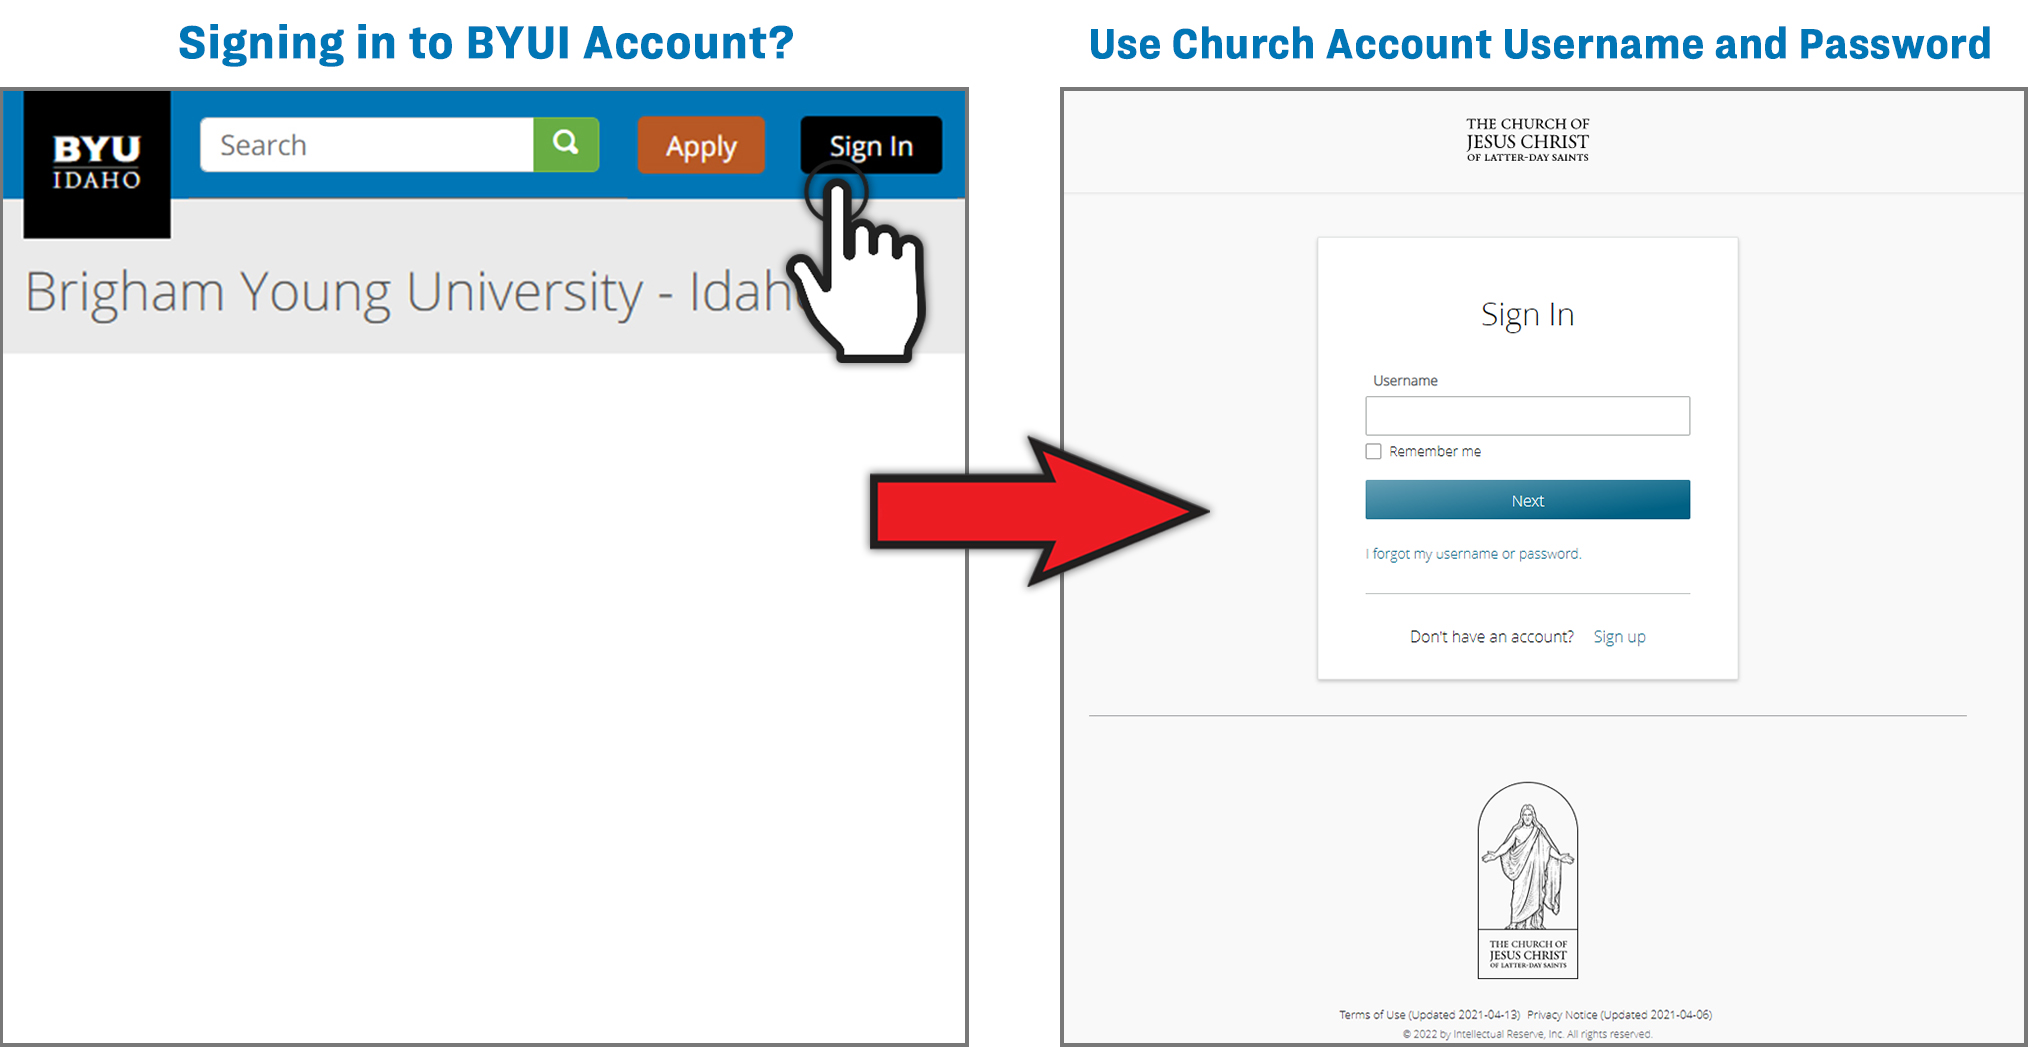 Signing in to BYUI Account?
Use Church Account Username and Password
BYU
IDAHO
Search
Apply
Sign In
Brigham Young University - Idah
THE CHURCH OF
JESUS CHRIST
OF LATTER-DAY SAINTS
Sign In
Username
Remember me
Next
I forgot my username or password.
Don't have an account? Sign up
THE CHURCH OF
JESUS CHRIST
OF LATTER-DAY SAINTS
Terms of Use (Updated 2021-04-13) Privacy Notice (Updated 2021-04-06)
© 2022 by Intellectual Reserve, Inc. All rights reserved.